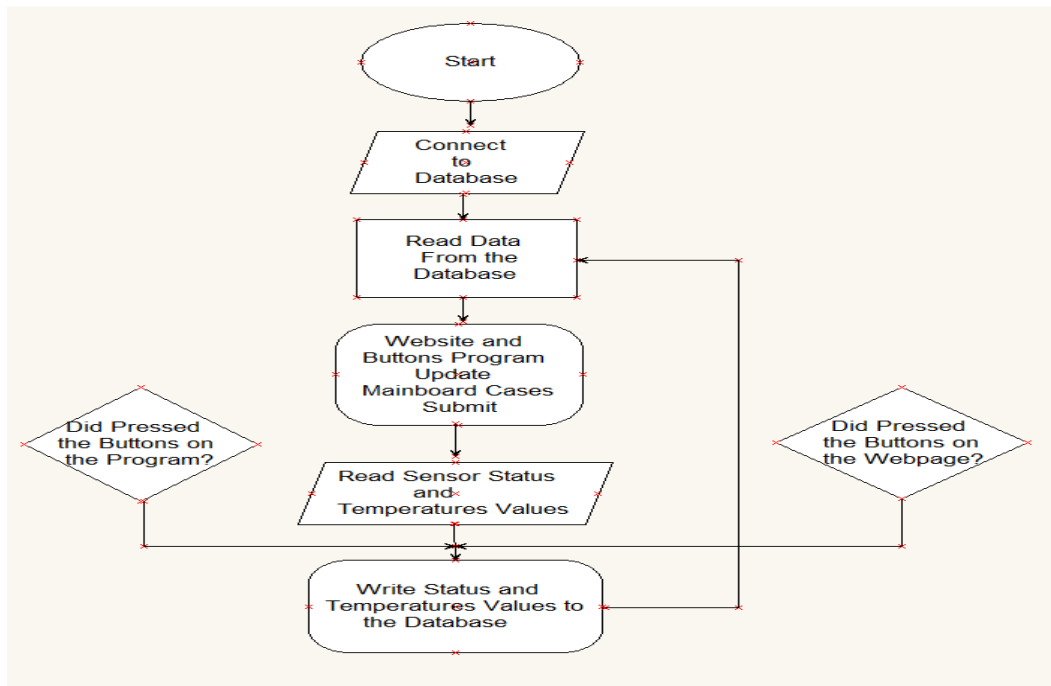 Start
Connect
to
Database
Read Data
From the
Database
Website and
Buttons Program
Update
Mainboard Cases
Submit
Did Pressed
the Buttons on
the Program?
Did Pressed
the Buttons on
the Webpage?
Read Sensor Status
and
Temperatures Values
Write Status and
Temperatures Values to
the Database